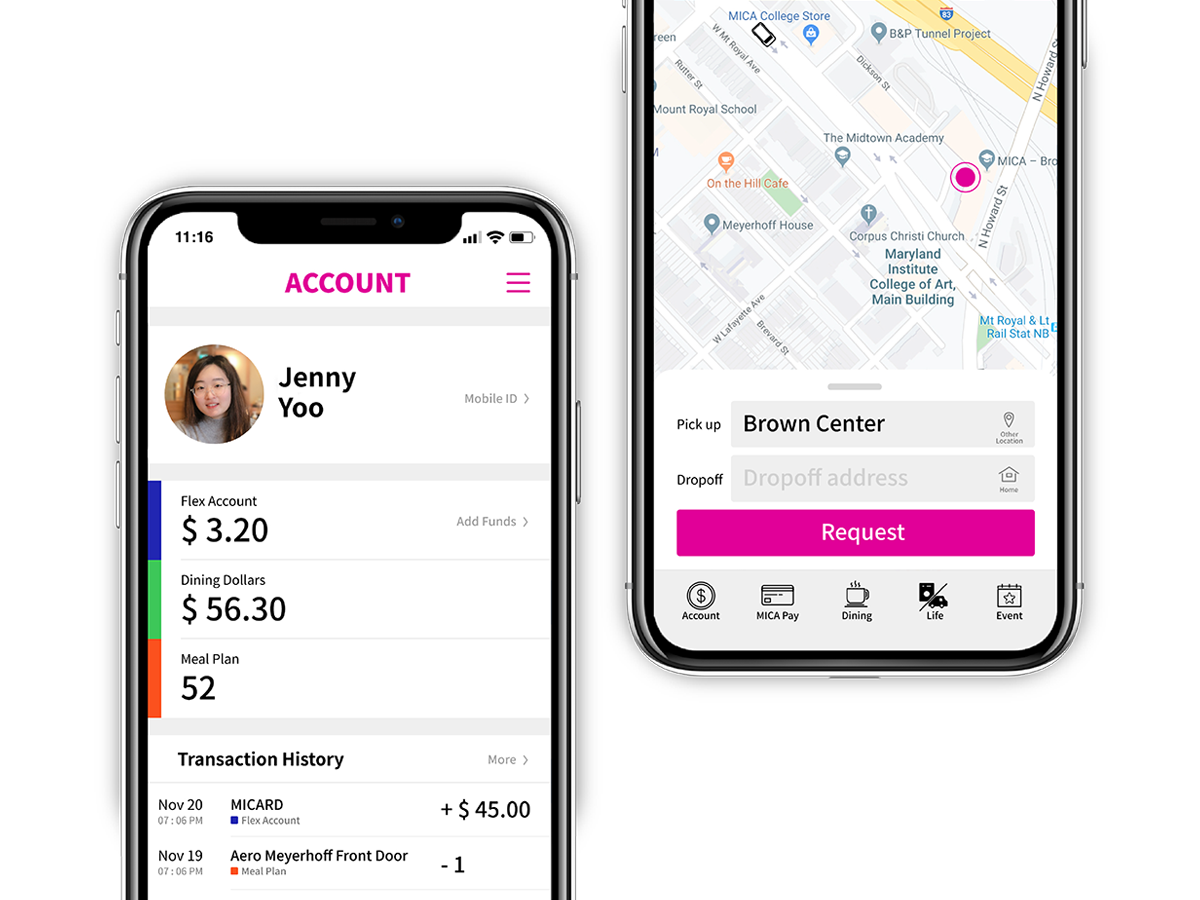 11:16
ACCOUNT
Jenny
Yoo
Mobile ID
Flex Account
$ 3.20
Add Funds
Dining Dollars
$ 56.30
Meal Plan
52
Transaction History
More
Nov 20
07 : 06 PM
MICARD
Flex Account
+ $ 45.00
Nov 19
07 : 06 PM
Aero Meyerhoff Front Door
Meal Plan
- 1
83
MICA College Store
B&P Tunnel Project
reen
W Mt Royal Ave
Rutter St
Dickson St
N Howard S
Mount Royal School
The Midtown Academy
M
MICA – Bro
On the Hill Cafe
Meyerhoff House
Corpus Christi Church
N Howard St
Maryland
Institute
College of Art,
Main Building
W Lafayette Ave
Brevard St
Mt Royal & Lt
Rail Stat NB
Pick up
Brown Center
Other
Location
Dropoff
Dropoff address
Home
Request
Account
MICA Pay
Dining
Life
Event